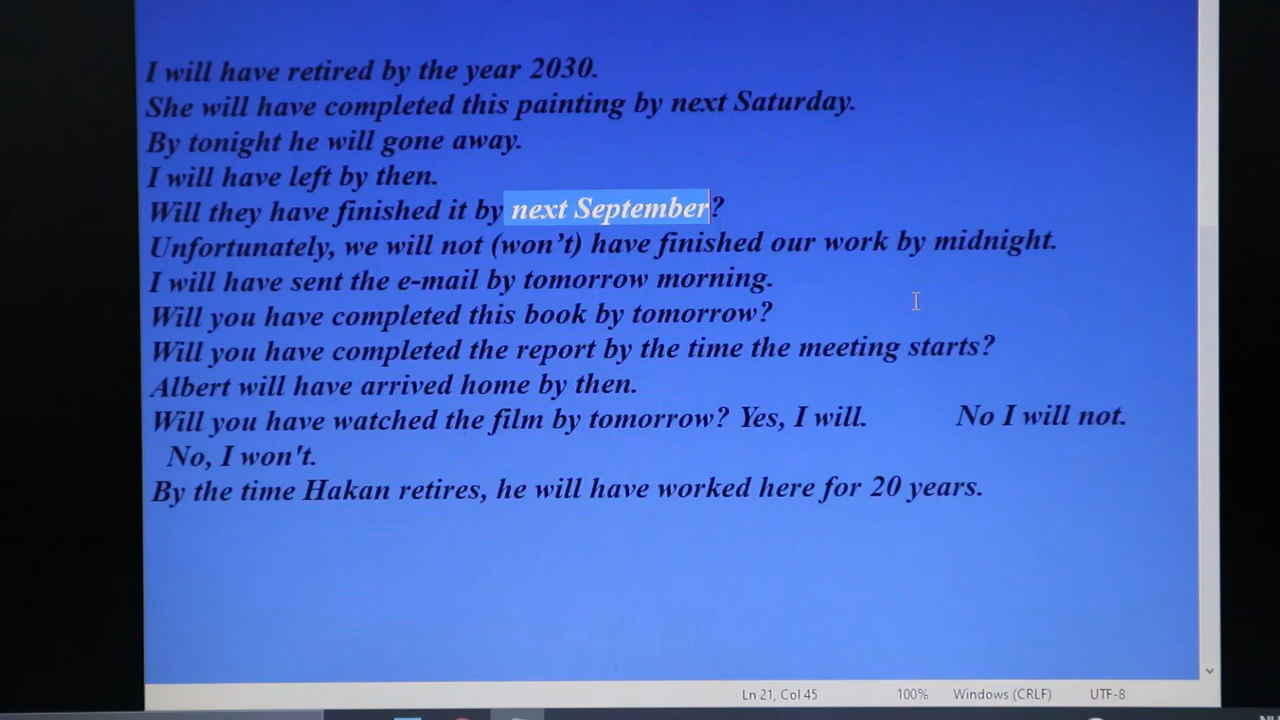 I will have retired by the year 2030.
She will have completed this painting by next Saturday.
By tonight he will gone away.
I will have left by then.
Will they have finished it by next September?
Unfortunately, we will not (won’t) have finished our work by midnight.
I will have sent the e-mail by tomorrow morning.
Will you have completed this book by tomorrow?
Will you have completed the report by the time the meeting starts?
Albert will have arrived home by then.
Will you have watched the film by tomorrow? Yes, I will. No I will not.
No, I won't.
By the time Hakan retires, he will have worked here for 20 years.
Ln 21, Col 45 100% Windows (CRLF) UTF-8